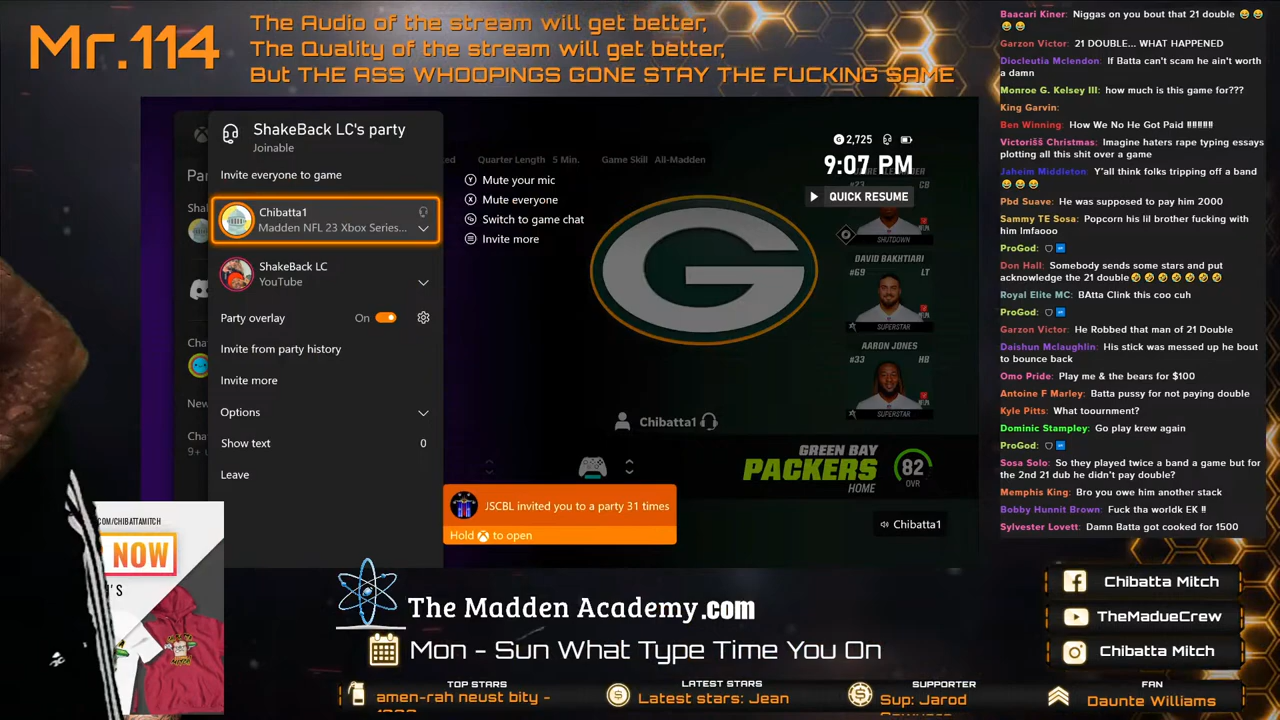 Mr.114
The Audio of the stream will get better,
The Quality of the stream will get better,
But THE ASS WHOOPINGS GONE STAY THE FUCKING SAME
ShakeBack LC's party
Joinable
Invite everyone to game
Chibatta1
Madden NFL 23 Xbox Series...
ShakeBack LC
YouTube
Party overlay On
Invite from party history
Invite more
Options
Show text 0
Leave
Par
Sha
Cha
New
Cha
9+
Quarter Length 5 Min. Game Skill All-Madden
Mute your mic
Mute everyone
Switch to game chat
Invite more
2,725
9:07 PM
QUICK RESUME
#23 CB
SHUTDOWN
DAVID BAKHTIARI
#69 LT
SUPERSTAR
AARON JONES
#33 HB
SUPERSTAR
G
Chibatta1
GREEN BAY
PACKERS
HOME
82
OVR
JSCBL invited you to a party 31 times
Hold to open
Chibatta1
Baacari Kiner: Niggas on you bout that 21 double 😂 😂
😂 😂
Garzon Victor: 21 DOUBLE... WHAT HAPPENED
Diocleutia Mclendon: If Batta can't scam he ain't worth
a damn
Monroe G. Kelsey III: how much is this game for???
King Garvin:
Ben Winning: How We No He Got Paid !!!!!!!!!!!
Victorišš Christmas: Imagine haters rape typing essays
plotting all this shit over a game
Jaheim Middleton: Y'all think folks tripping off a band
😂 😂 😂
Pbd Suave: He was supposed to pay him 2000
Sammy TE Sosa: Popcorn his lil brother fucking with
him lmfaooo
ProGod:
Don Hall: Somebody sends some stars and put
acknowledge the 21 double🤣 🤣 🤣 🤣 🤣 🤣 🤣
Royal Elite MC: BAtta Clink this coo cuh
ProGod:
Garzon Victor: He Robbed that man of 21 Double
Daishun Mclaughlin: His stick was messed up he bout
to bounce back
Omo Pride: Play me & the bears for $100
Antoine F Marley: Batta pussy for not paying double
Kyle Pitts: What toournment?
Dominic Stampley: Go play krew again
ProGod:
Sosa Solo: So they played twice a band a game but for
the 2nd 21 dub he didn't pay double?
Memphis King: Bro you owe him another stack
Bobby Hunnit Brown: Fuck tha worldk EK !!
Sylvester Lovett: Damn Batta got cooked for 1500
COM/CHIBATTAMITCH
NOW
'S
The Madden Academy.com
Mon - Sun What Type Time You On
Chibatta Mitch
TheMadueCrew
Chibatta Mitch
TOP STARS
amen-rah neust bity -
LATEST STARS
Latest stars: Jean
SUPPORTER
Sup: Jarod
FAN
Daunte Williams